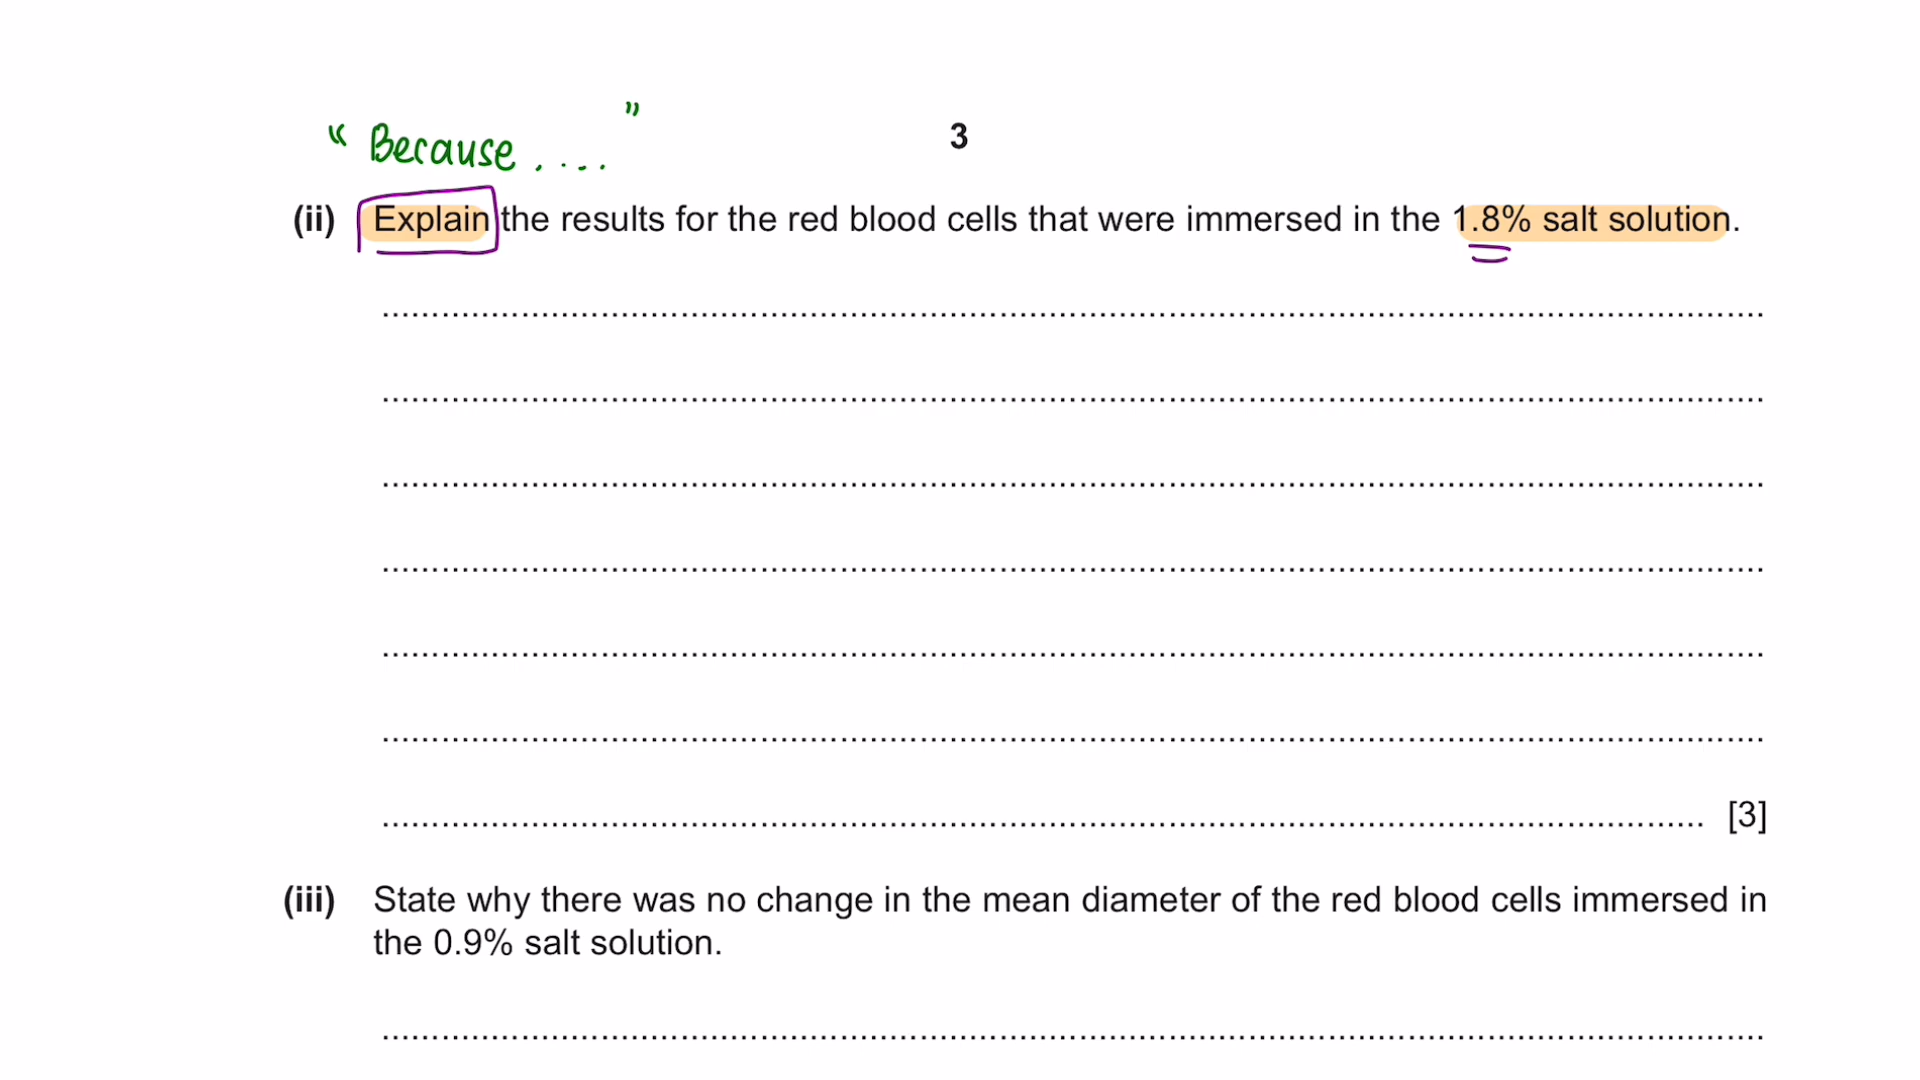 "Because ...."
3
(ii) Explain the results for the red blood cells that were immersed in the 1.8% salt solution.
[3]
(iii) State why there was no change in the mean diameter of the red blood cells immersed in
the 0.9% salt solution.